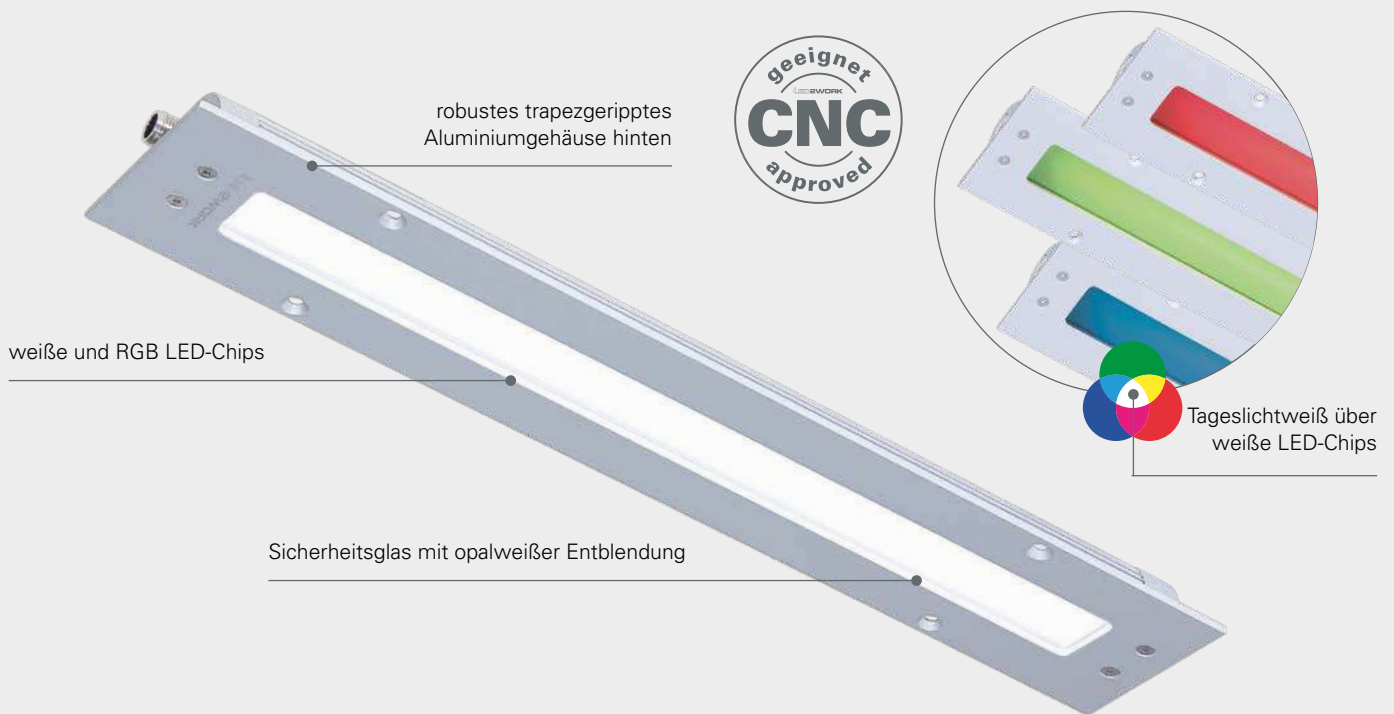 robustes trapezgeripptes
Aluminiumgehäuse hinten
geeignet
LED2WORK
CNC
approved
LED2WORK
weiße und RGB LED-Chips
Tageslichtweiß über
weiße LED-Chips
Sicherheitsglas mit opalweißer Entblendung